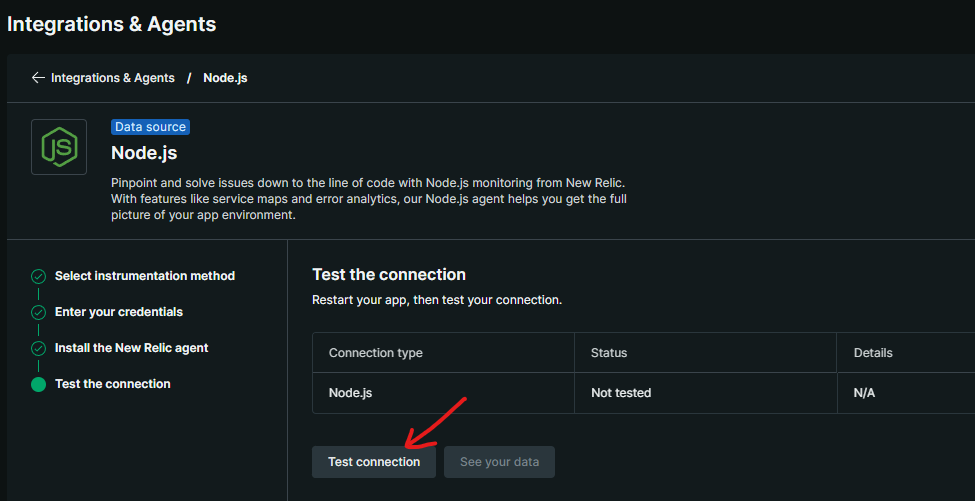 Integrations & Agents
Integrations & Agents / Node.js
Data source
JS
Node.js
Pinpoint and solve issues down to the line of code with Node.js monitoring from New Relic.
With features like service maps and error analytics, our Node.js agent helps you get the full
picture of your app environment.
Select instrumentation method
Enter your credentials
Install the New Relic agent
Test the connection
Test the connection
Restart your app, then test your connection.
Connection type Status Details
Node.js Not tested N/A
Test connection See your data